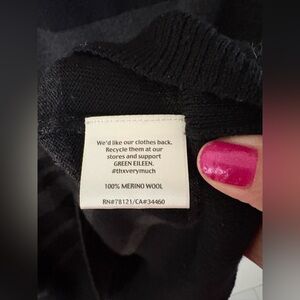 We'd like our clothes back.
Recycle them at our
stores and support
GREEN EILEEN.
#thxverymuch
100% MERINO WOOL
RN#78121/CA#34460